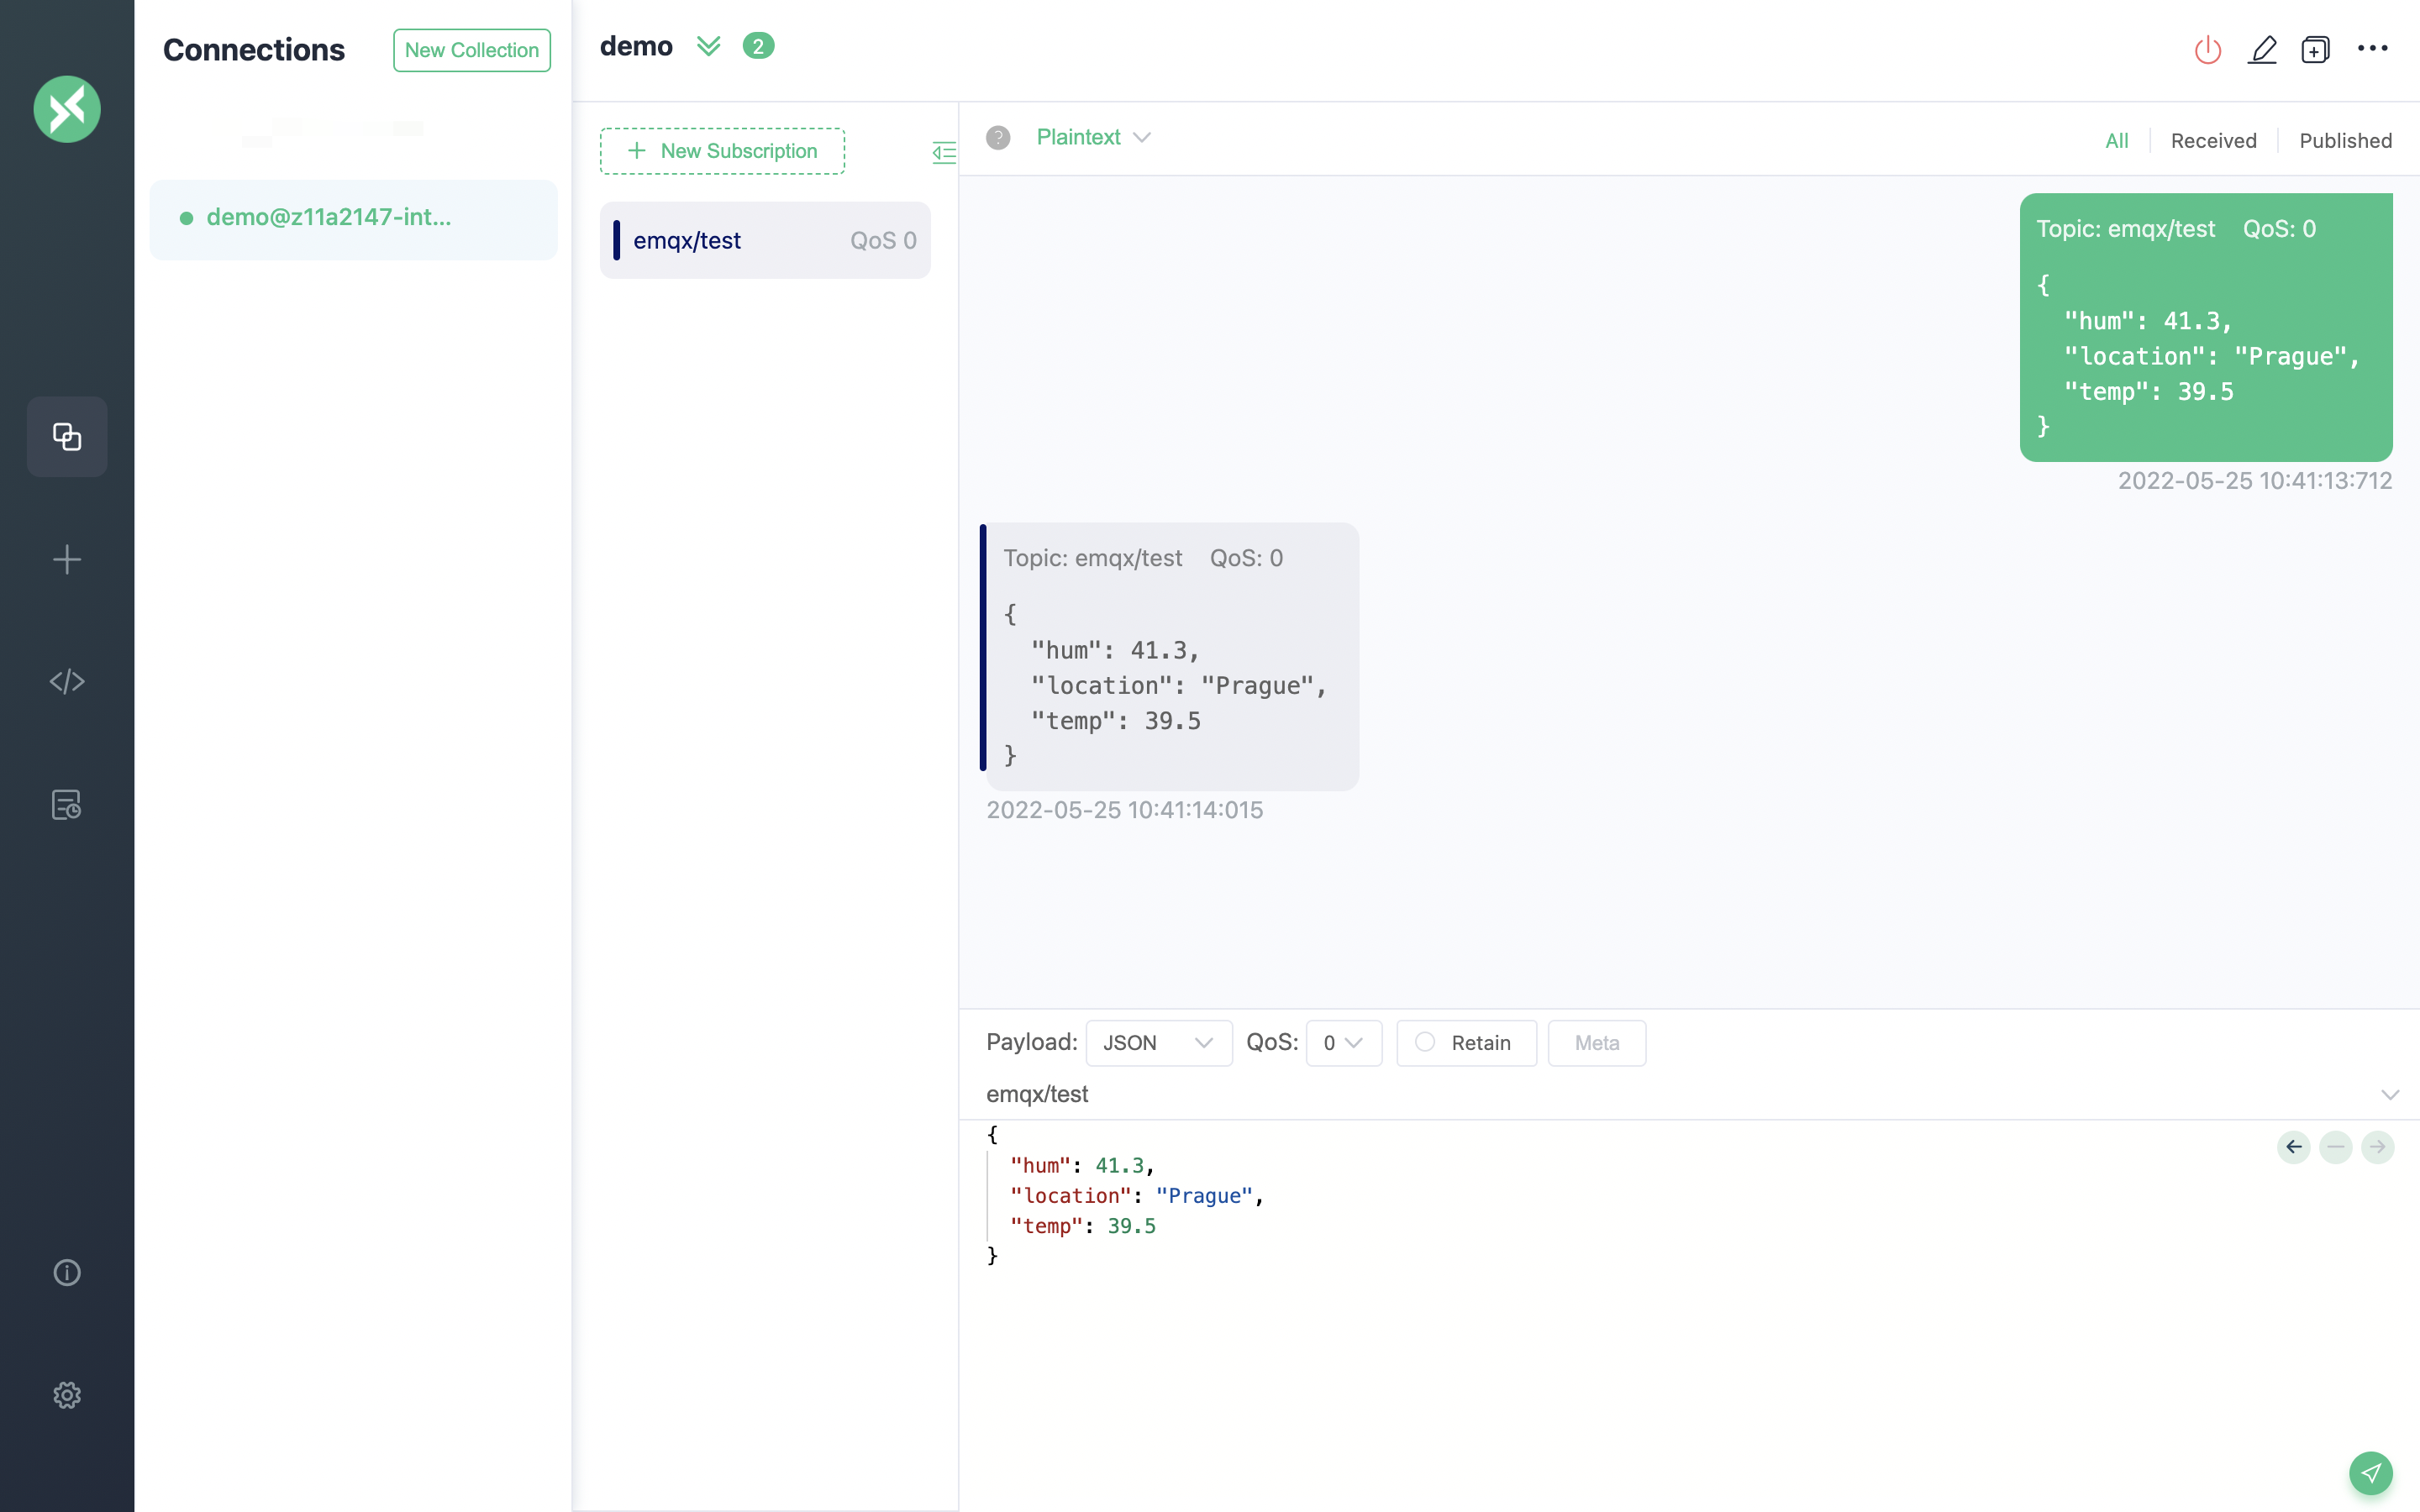 Connections
New Collection
demo@z11a2147-int...
demo 2
New Subscription
emqx/test QoS 0
Plaintext
All Received Published
Topic: emqx/test QoS: 0
{
"hum": 41.3,
"location": "Prague",
"temp": 39.5
}
2022-05-25 10:41:13:712
Topic: emqx/test QoS: 0
{
"hum": 41.3,
"location": "Prague",
"temp": 39.5
}
2022-05-25 10:41:14:015
Payload: JSON QoS: 0 Retain Meta
emqx/test
{
"hum": 41.3,
"location": "Prague",
"temp": 39.5
}